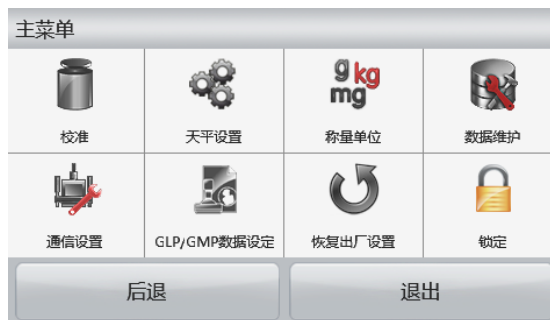 主菜单
g kg
mg
校准
天平设置
称量单位
数据维护
通信设置
GLP/GMP数据设定
恢复出厂设置
锁定
后退
退出